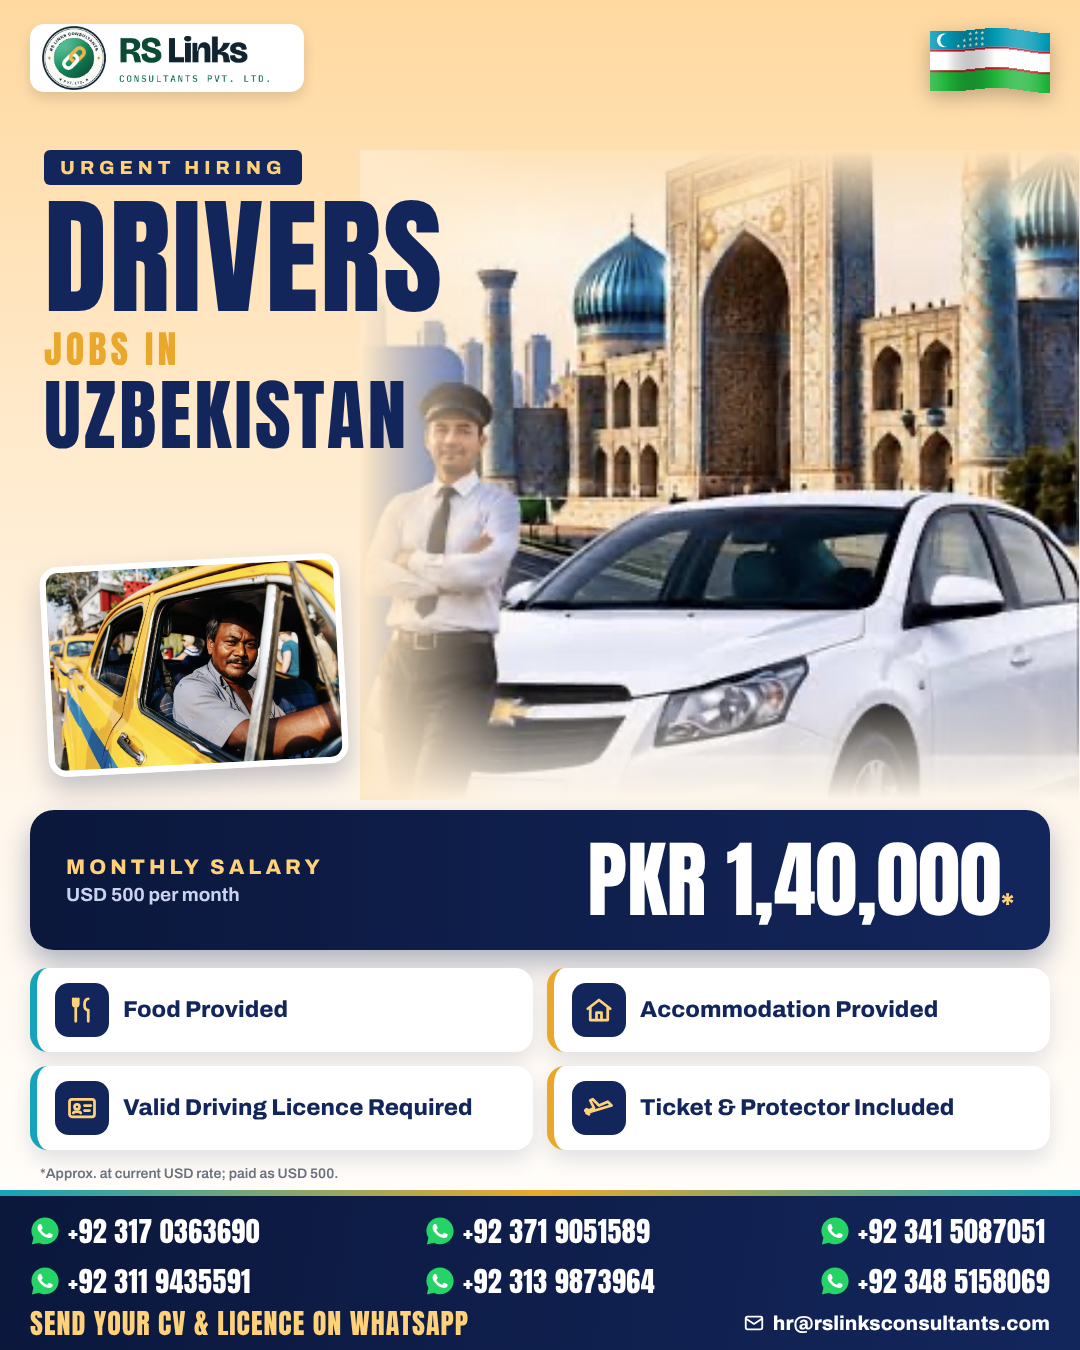 RS Links
CONSULTANTS PVT. LTD.
URGENT HIRING
DRIVERS
JOBS IN
UZBEKISTAN
MONTHLY SALARY
USD 500 per month
PKR 1,40,000*
Food Provided
Accommodation Provided
Valid Driving Licence Required
Ticket & Protector Included
*Approx. at current USD rate; paid as USD 500.
+92 317 0363690
+92 371 9051589
+92 341 5087051
+92 311 9435591
+92 313 9873964
+92 348 5158069
SEND YOUR CV & LICENCE ON WHATSAPP
hr@rslinksconsultants.com